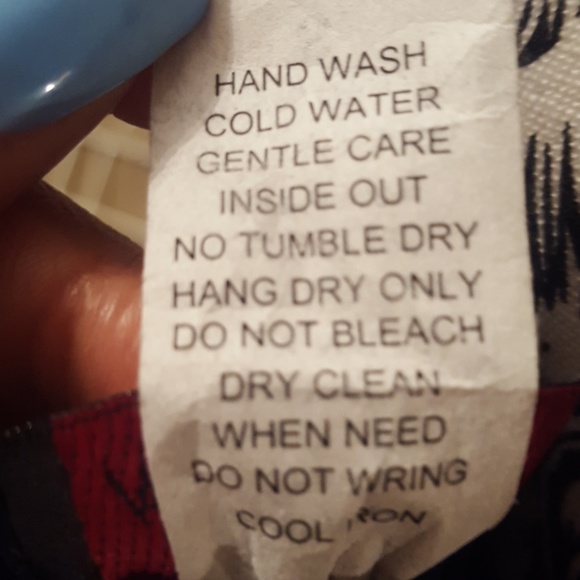 HAND WASH
COLD WATER
GENTLE CARE
INSIDE OUT
NO TUMBLE DRY
HANG DRY ONLY
DO NOT BLEACH
DRY CLEAN
WHEN NEED
DO NOT WRING
COOL IRON